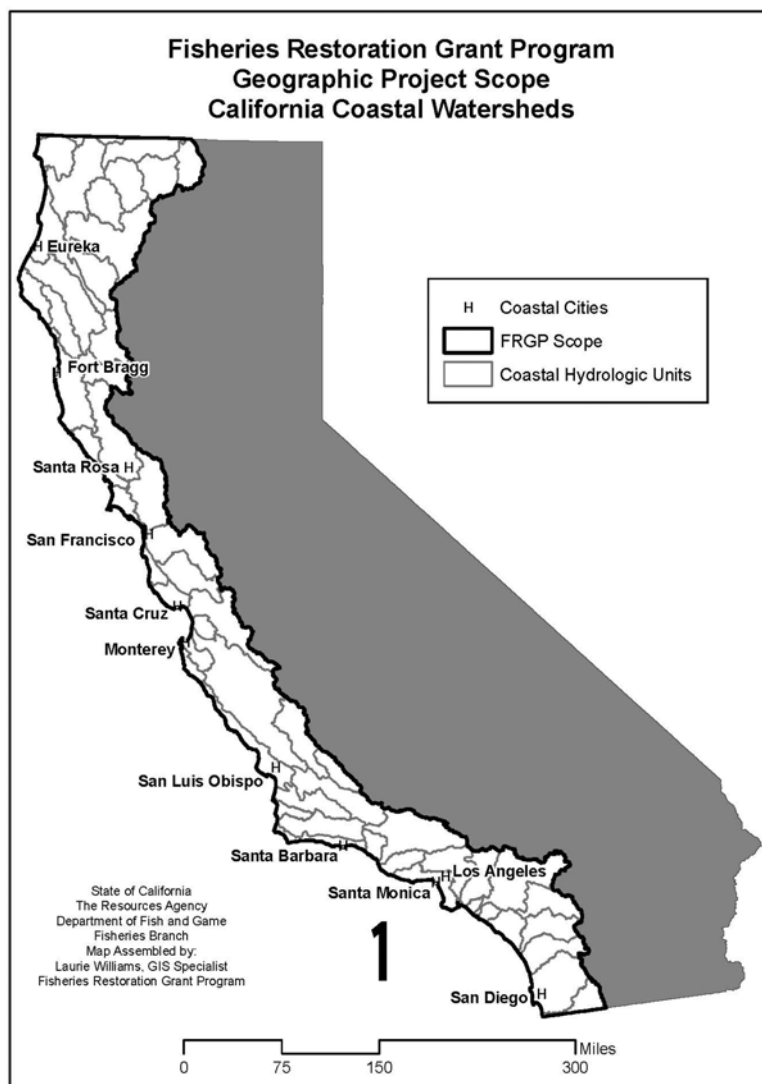 Fisheries Restoration Grant Program
Geographic Project Scope
California Coastal Watersheds
H Eureka
H Coastal Cities
FRGP Scope
Coastal Hydrologic Units
H Fort Bragg
Santa Rosa H
San Francisco H
Santa Cruz H
Monterey H
San Luis Obispo H
Santa Barbara H
H Los Angeles
Santa Monica H
State of California
The Resources Agency
Department of Fish and Game
Fisheries Branch
Map Assembled by:
Laurie Williams, GIS Specialist
Fisheries Restoration Grant Program
1
San Diego H
Miles
0 75 150 300